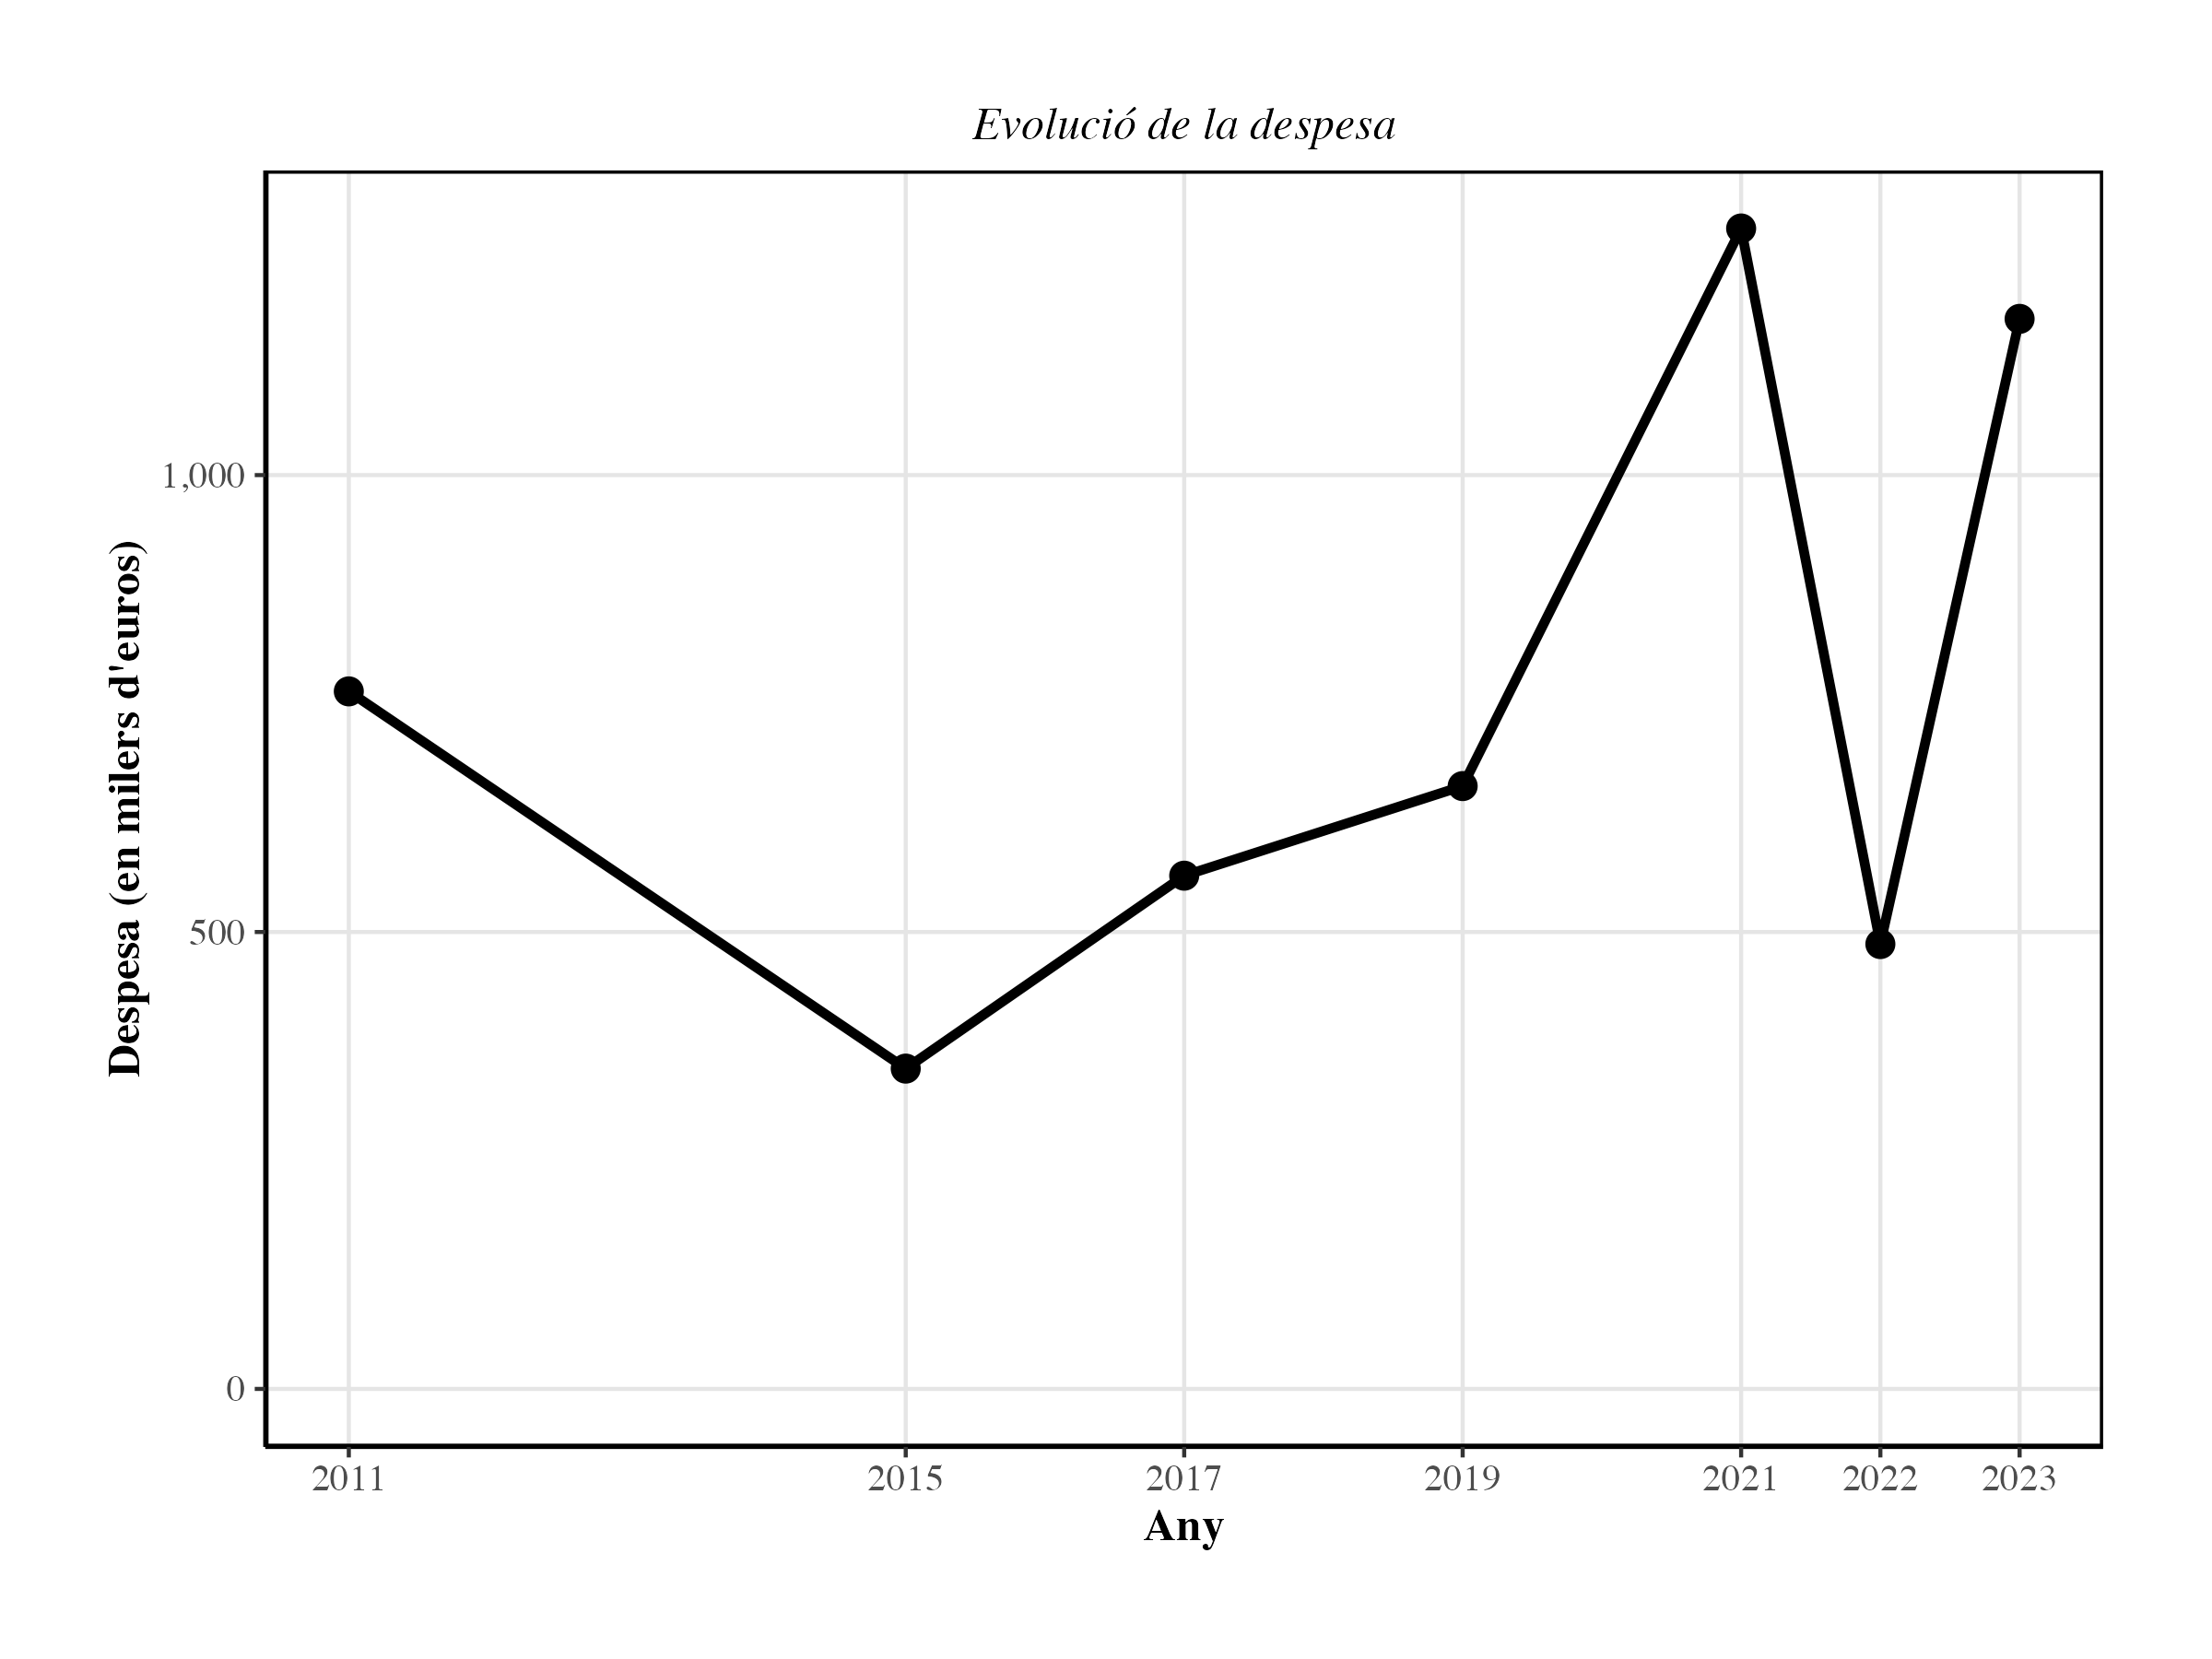 Evolució de la despesa
Despesa (en milers d'euros)
1,000
500
0
2011 2015 2017 2019 2021 2022 2023
Any